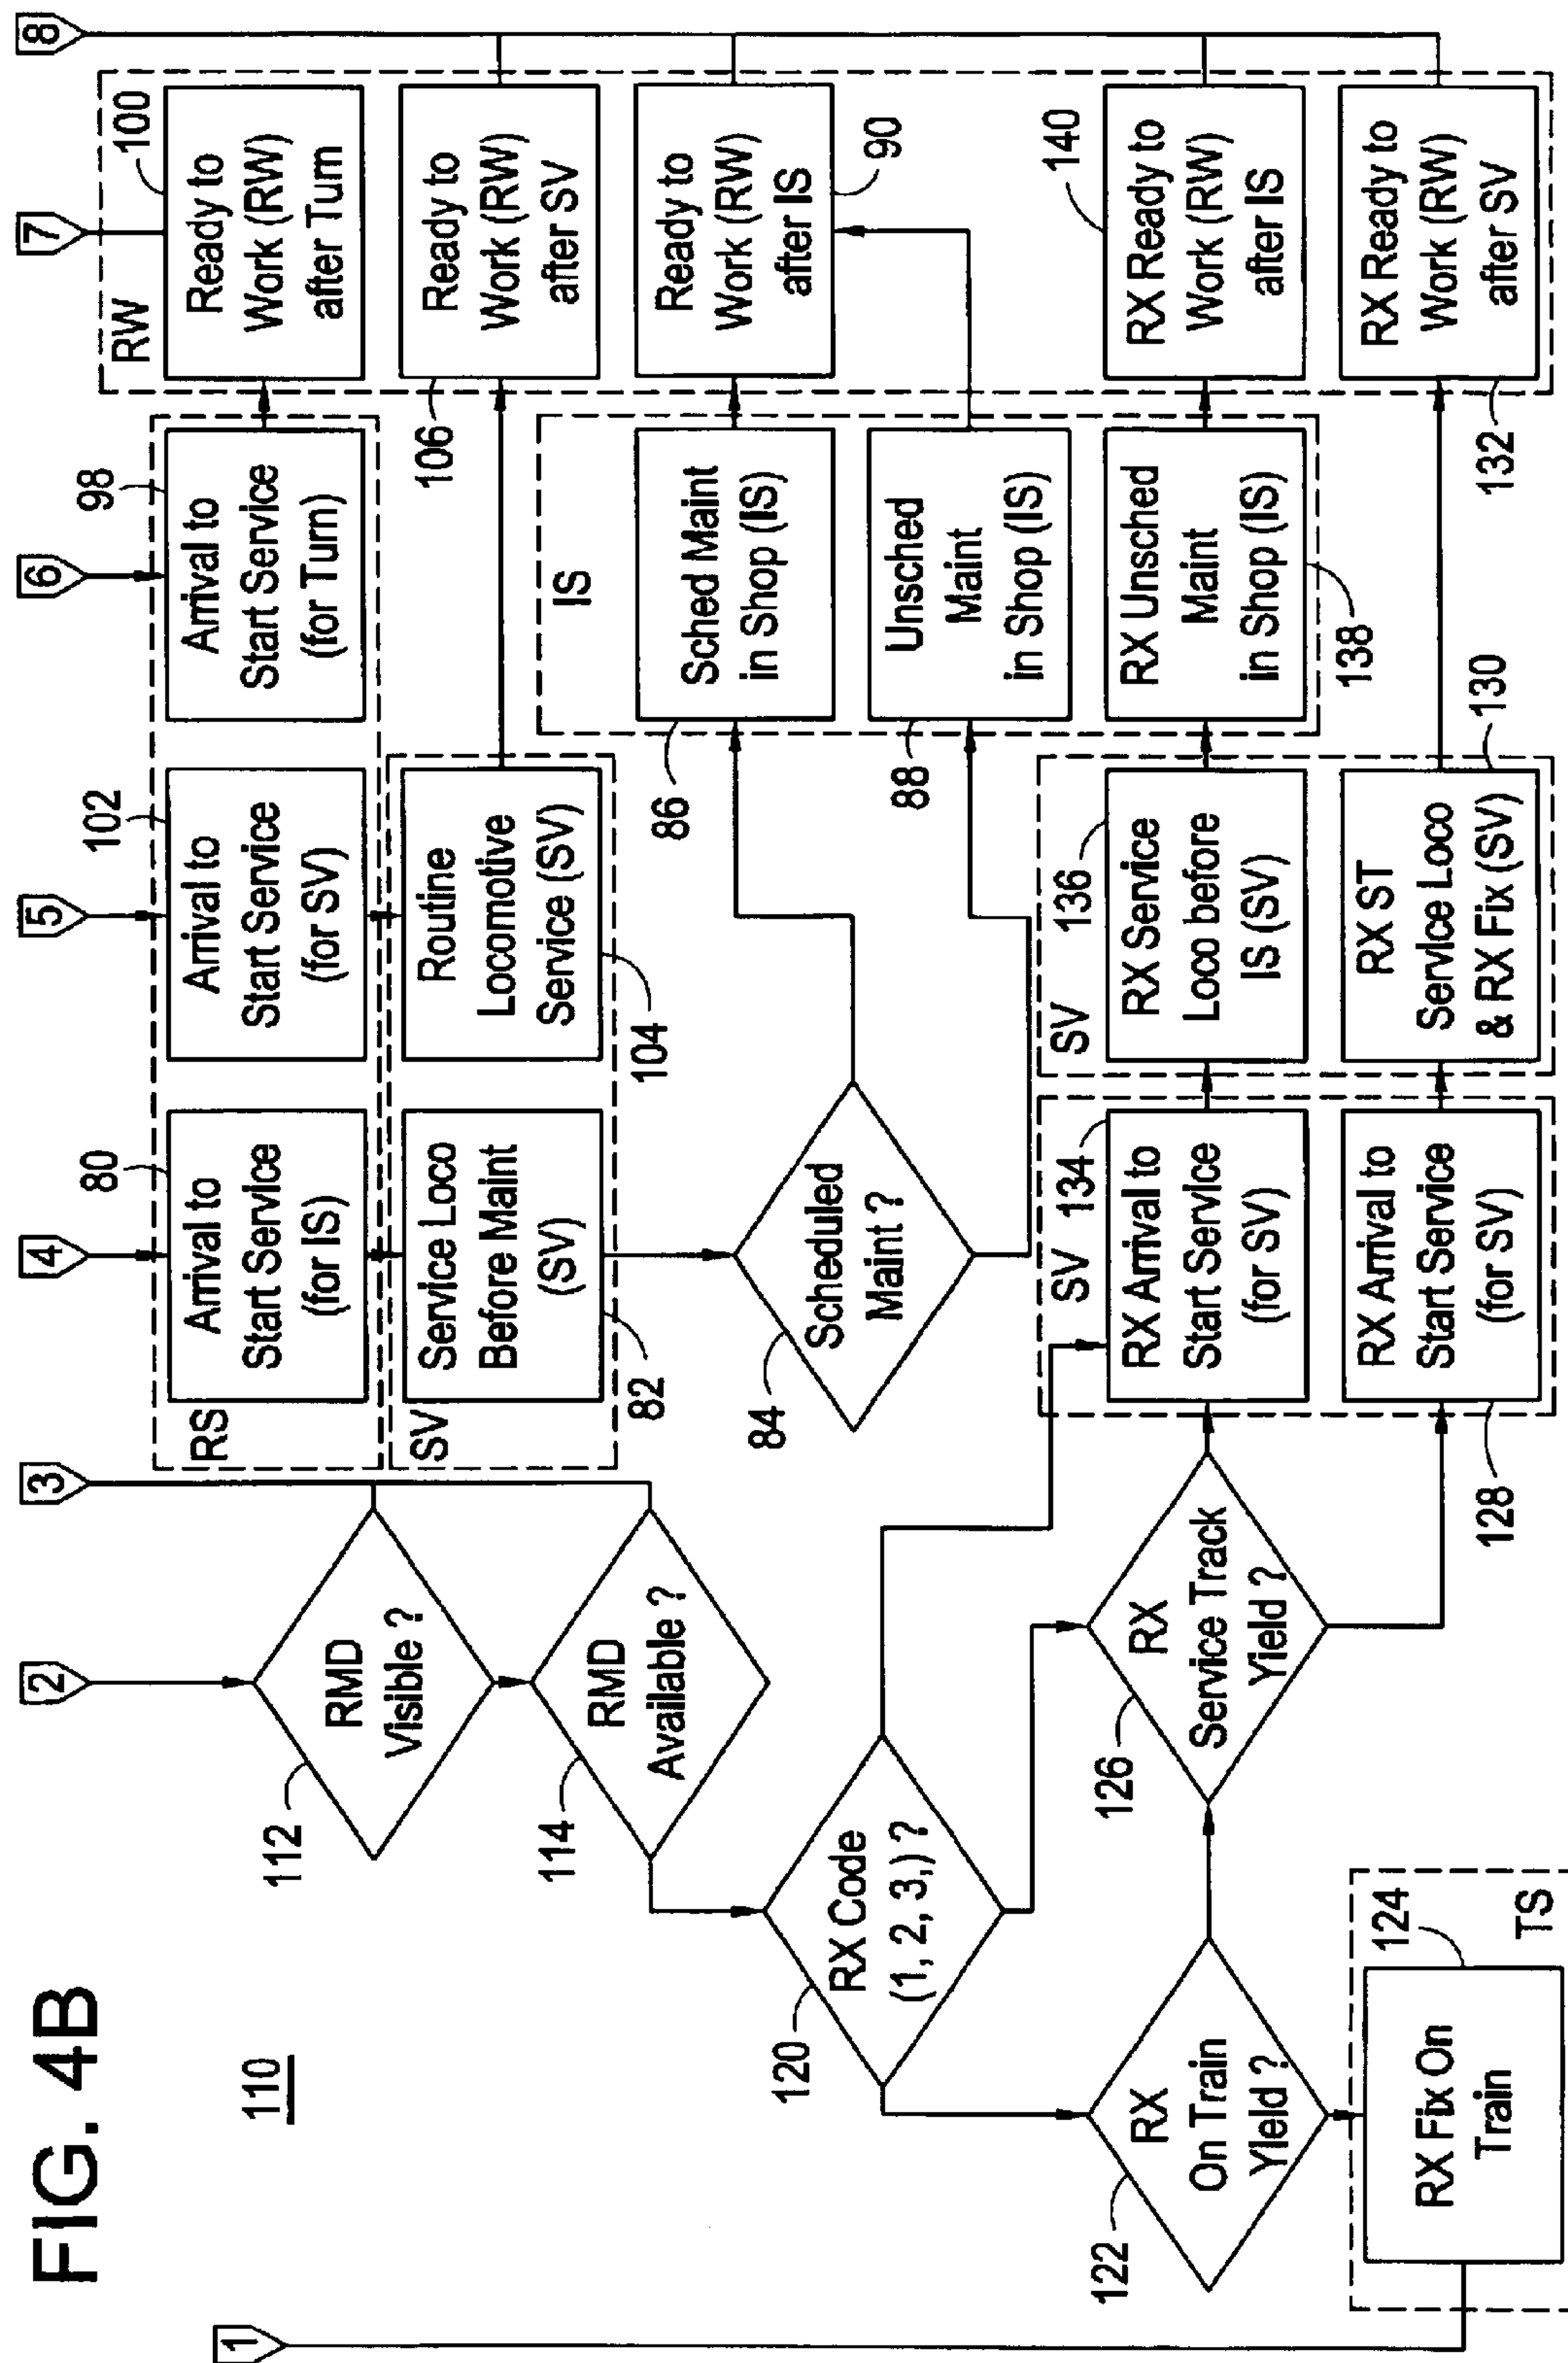 FIG. 4B
110
1
2
3
4
5
6
7
8
RMD
Visible ?
112
RMD
Available ?
114
RX Code
(1, 2, 3,) ?
120
RX
On Train
Yield ?
122
RX Fix On
Train
124
TS
RX
Service Track
Yield ?
126
RS
Arrival to
Start Service
(for IS)
80
Arrival to
Start Service
(for SV)
102
Arrival to
Start Service
(for Turn)
98
SV
Service Loco
Before Maint
(SV)
82
Routine
Locomotive
Service (SV)
104
Scheduled
Maint ?
84
IS
Sched Maint
in Shop (IS)
86
Unsched
Maint
in Shop (IS)
88
RX Unsched
Maint
in Shop (IS)
138
SV
134
RX Arrival to
Start Service
(for SV)
RX Arrival to
Start Service
(for SV)
128
SV
136
RX Service
Loco before
IS (SV)
RX ST
Service Loco
& RX Fix (SV)
130
RW
Ready to
Work (RW)
after Turn
100
Ready to
Work (RW)
after SV
106
Ready to
Work (RW)
after IS
90
RX Ready to
Work (RW)
after IS
140
RX Ready to
Work (RW)
after SV
132